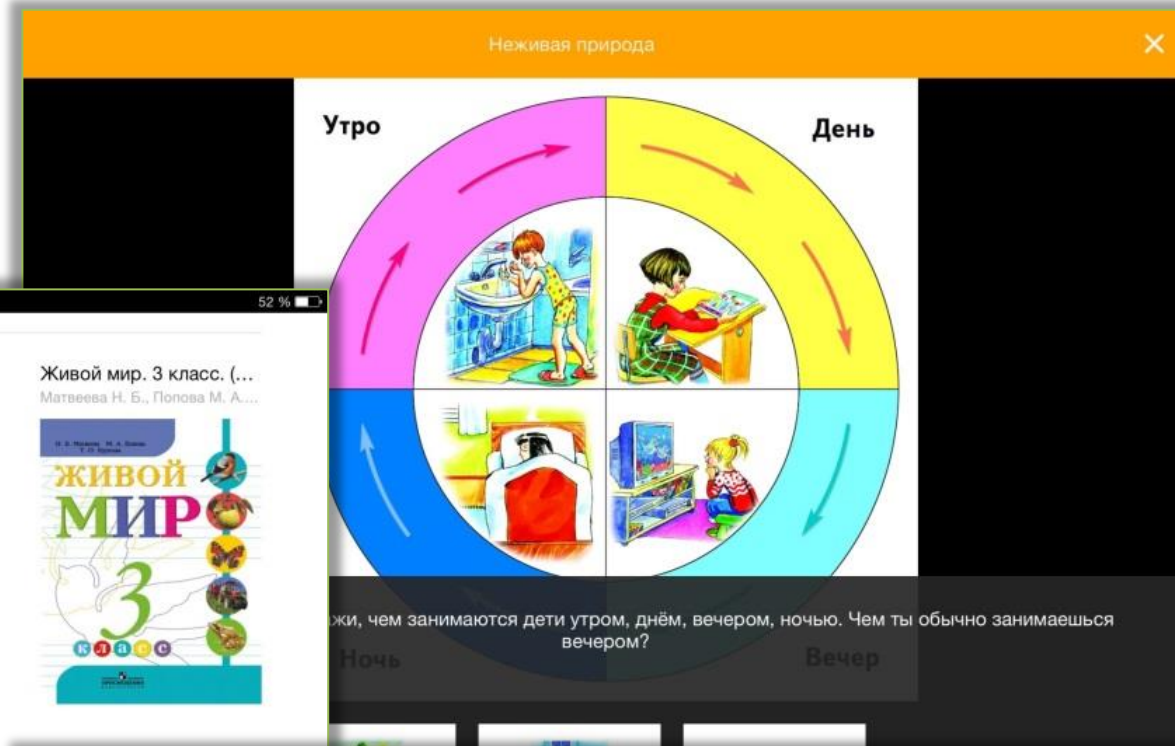 Неживая природа
Утро
День
52 %
Живой мир. 3 класс. (...
Матвеева Н. Б., Попова М. А....
ЖИВОЙ
МИР
3
класс
жи, чем занимаются дети утром, днём, вечером, ночью. Чем ты обычно занимаешься
вечером?
Ночь
Вечер